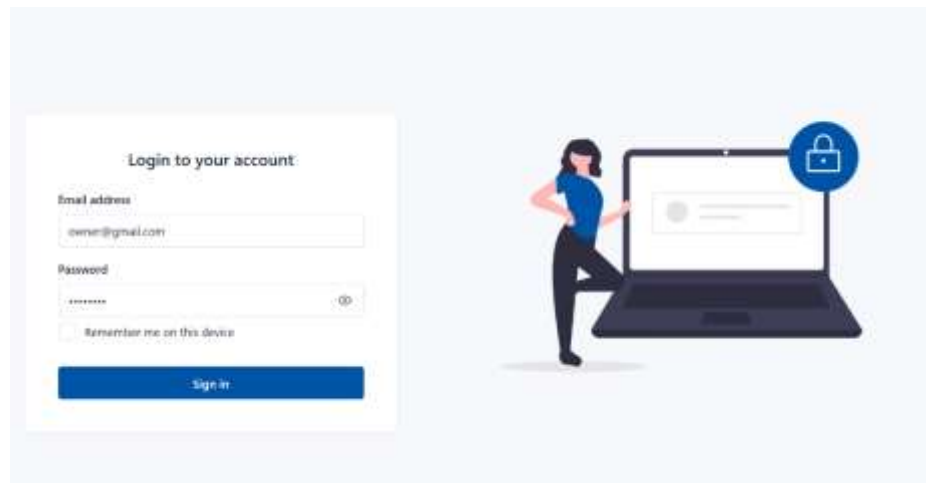 Login to your account
Email address
owner@gmail.com
Password
••••••••
Remember me on this device
Sign in